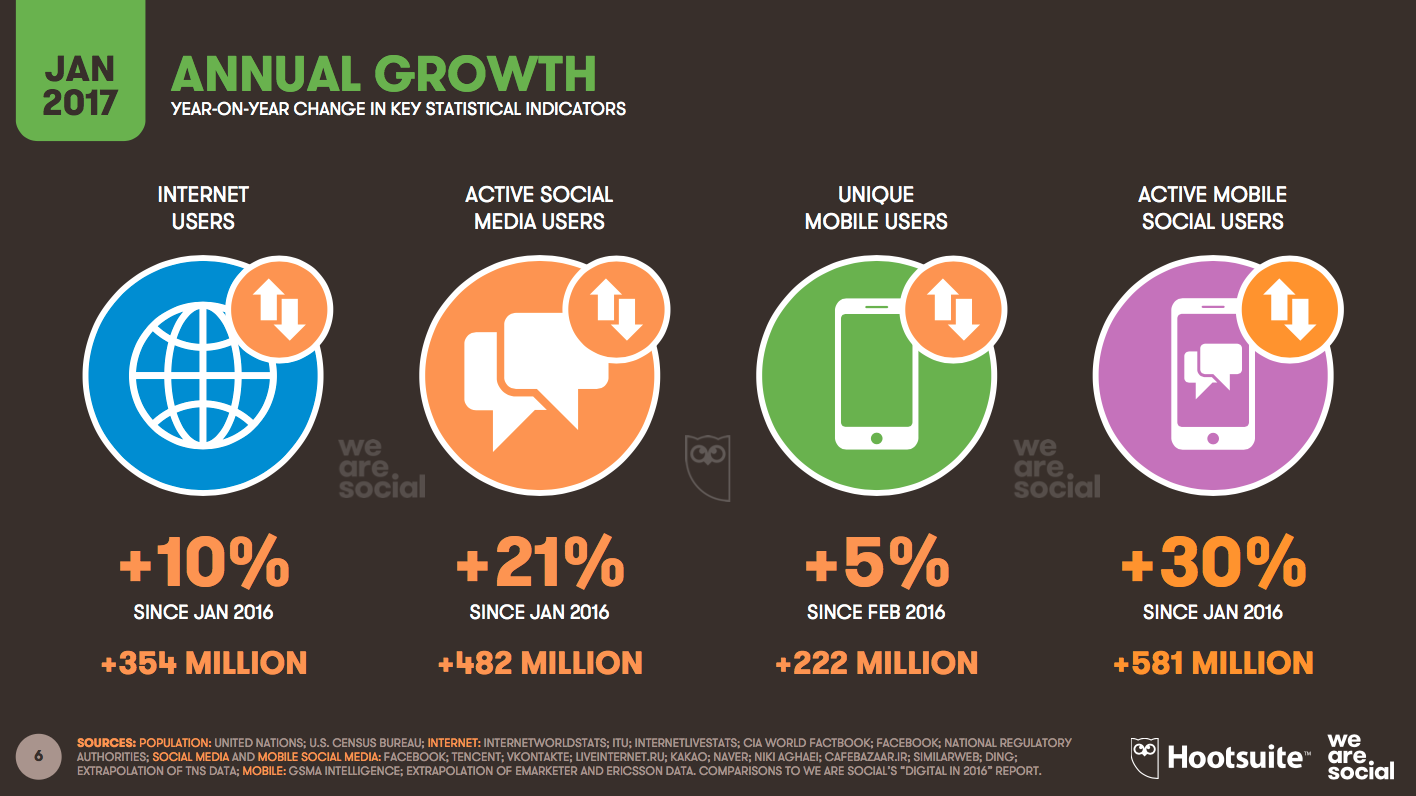 JAN
2017
ANNUAL GROWTH
YEAR-ON-YEAR CHANGE IN KEY STATISTICAL INDICATORS
INTERNET
USERS
ACTIVE SOCIAL
MEDIA USERS
UNIQUE
MOBILE USERS
ACTIVE MOBILE
SOCIAL USERS
we
are
social
we
are
social
+10%
SINCE JAN 2016
+354 MILLION
+21%
SINCE JAN 2016
+482 MILLION
+5%
SINCE FEB 2016
+222 MILLION
+30%
SINCE JAN 2016
+581 MILLION
6
SOURCES: POPULATION: UNITED NATIONS; U.S. CENSUS BUREAU; INTERNET: INTERNETWORLDSTATS; ITU; INTERNETLIVESTATS; CIA WORLD FACTBOOK; FACEBOOK; NATIONAL REGULATORY
AUTHORITIES; SOCIAL MEDIA AND MOBILE SOCIAL MEDIA: FACEBOOK; TENCENT; VKONTAKTE; LIVEINTERNET.RU; KAKAO; NAVER; NIKI AGHAEI; CAFEBAZAAR.IR; SIMILARWEB; DING;
EXTRAPOLATION OF TNS DATA; MOBILE: GSMA INTELLIGENCE; EXTRAPOLATION OF EMARKETER AND ERICSSON DATA. COMPARISONS TO WE ARE SOCIAL'S "DIGITAL IN 2016" REPORT.
Hootsuite™
we
are
social